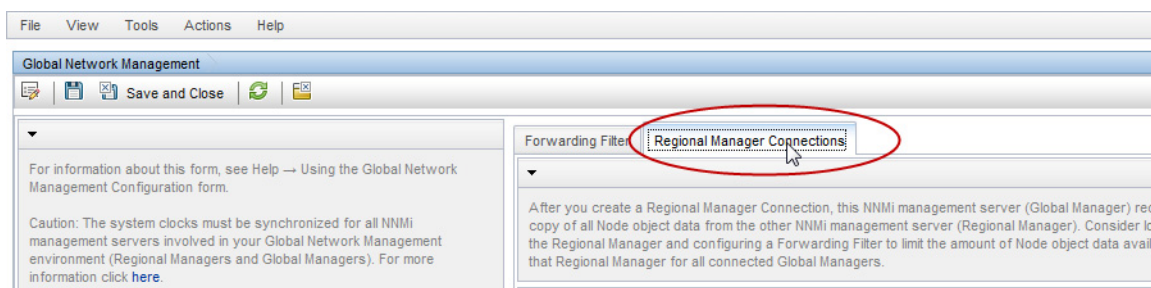 File View Tools Actions Help
Global Network Management
Save and Close
For information about this form, see Help → Using the Global Network
Management Configuration form.
Caution: The system clocks must be synchronized for all NNMi
management servers involved in your Global Network Management
environment (Regional Managers and Global Managers). For more
information click here.
Forwarding Filter Regional Manager Connections
After you create a Regional Manager Connection, this NNMi management server (Global Manager)
copy of all Node object data from the other NNMi management server (Regional Manager). Consider
the Regional Manager and configuring a Forwarding Filter to limit the amount of Node object data
that Regional Manager for all connected Global Managers.